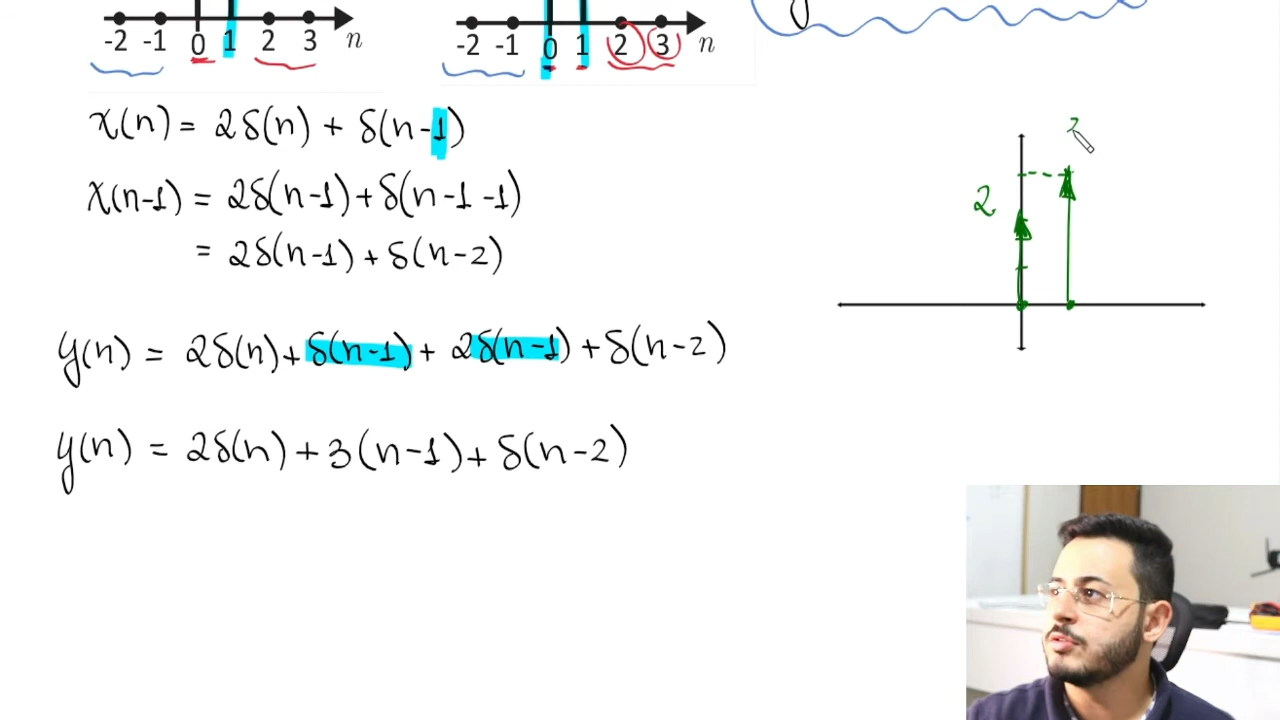 -2 -1 0 1 2 3 n
-2 -1 0 1 2 3 n
x(n) = 2δ(n) + δ(n-1)
x(n-1) = 2δ(n-1) + δ(n-1-1)
= 2δ(n-1) + δ(n-2)
y(n) = 2δ(n) + δ(n-1) + 2δ(n-1) + δ(n-2)
y(n) = 2δ(n) + 3(n-1) + δ(n-2)
2